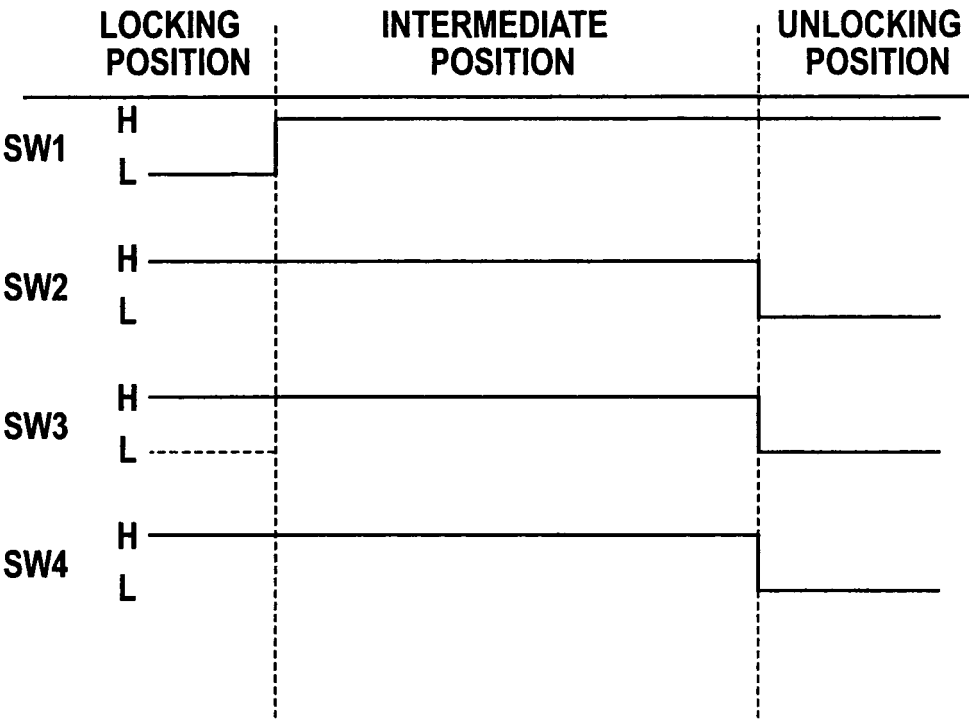 LOCKING POSITION
INTERMEDIATE POSITION
UNLOCKING POSITION
SW1
H
L
SW2
H
L
SW3
H
L
SW4
H
L